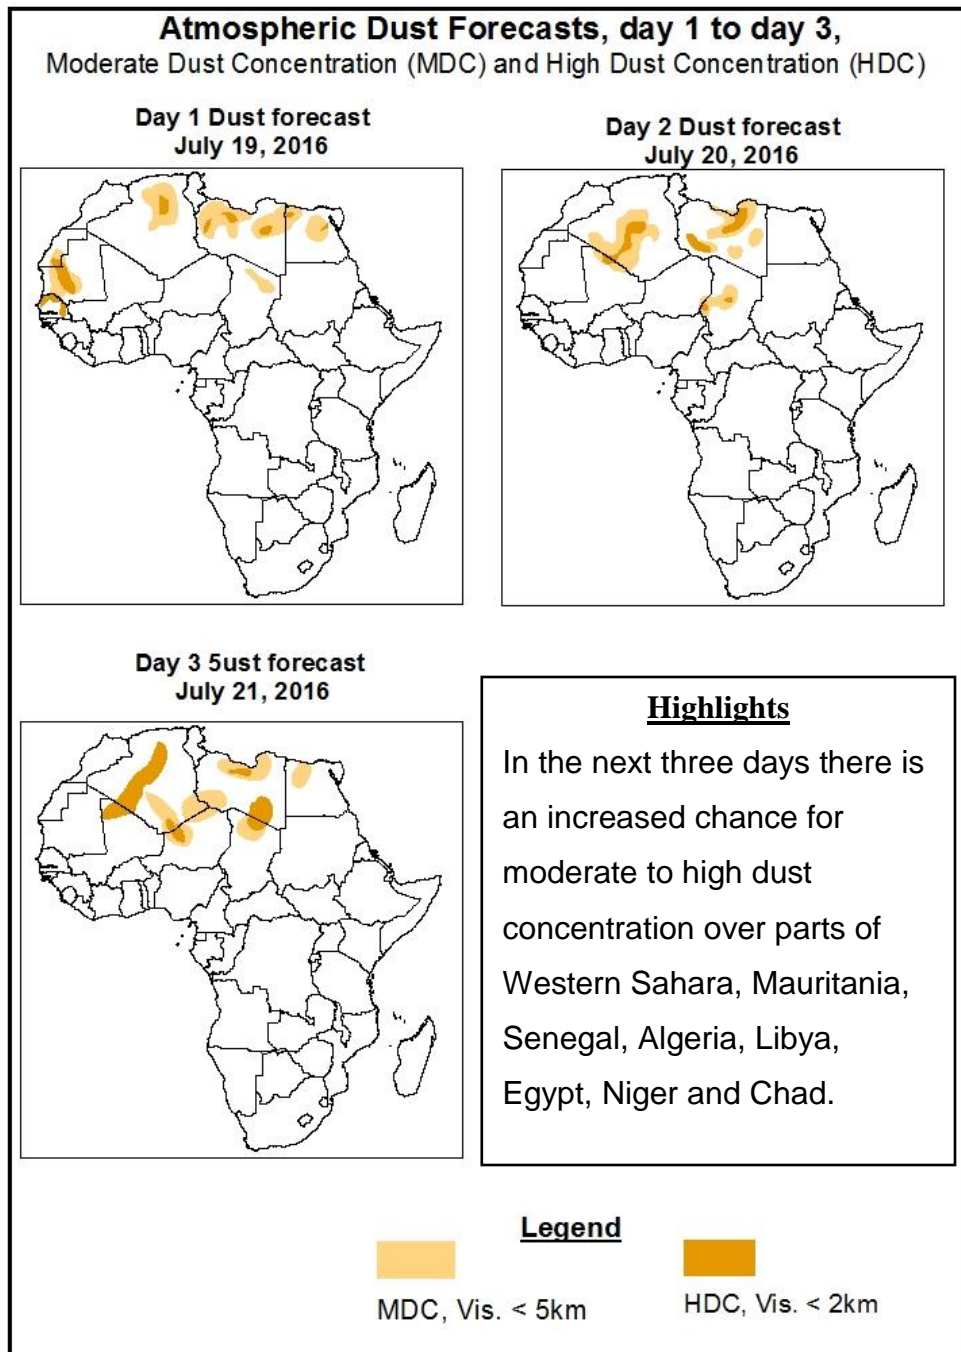 Atmospheric Dust Forecasts, day 1 to day 3,
Moderate Dust Concentration (MDC) and High Dust Concentration (HDC)
Day 1 Dust forecast
July 19, 2016
Day 2 Dust forecast
July 20, 2016
Day 3 5ust forecast
July 21, 2016
Highlights
In the next three days there is
an increased chance for
moderate to high dust
concentration over parts of
Western Sahara, Mauritania,
Senegal, Algeria, Libya,
Egypt, Niger and Chad.
Legend
MDC, Vis. < 5km
HDC, Vis. < 2km